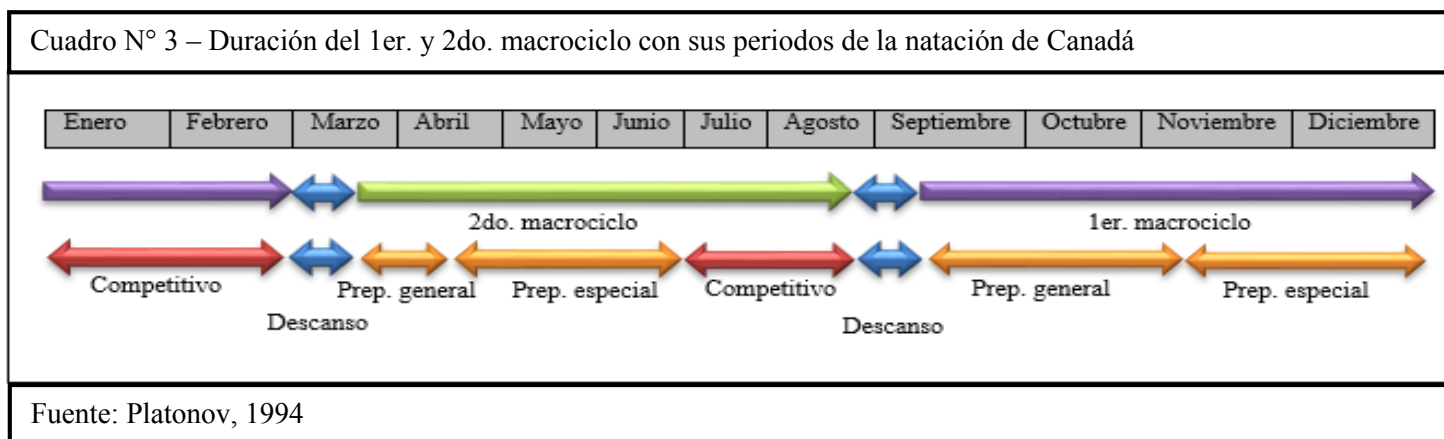 Cuadro N° 3 – Duración del 1er. y 2do. macrociclo con sus periodos de la natación de Canadá
Enero Febrero Marzo Abril Mayo Junio Julio Agosto Septiembre Octubre Noviembre Diciembre
2do. macrociclo 1er. macrociclo
Competitivo Prep. general Prep. especial Competitivo Prep. general Prep. especial
Descanso Descanso
Fuente: Platonov, 1994